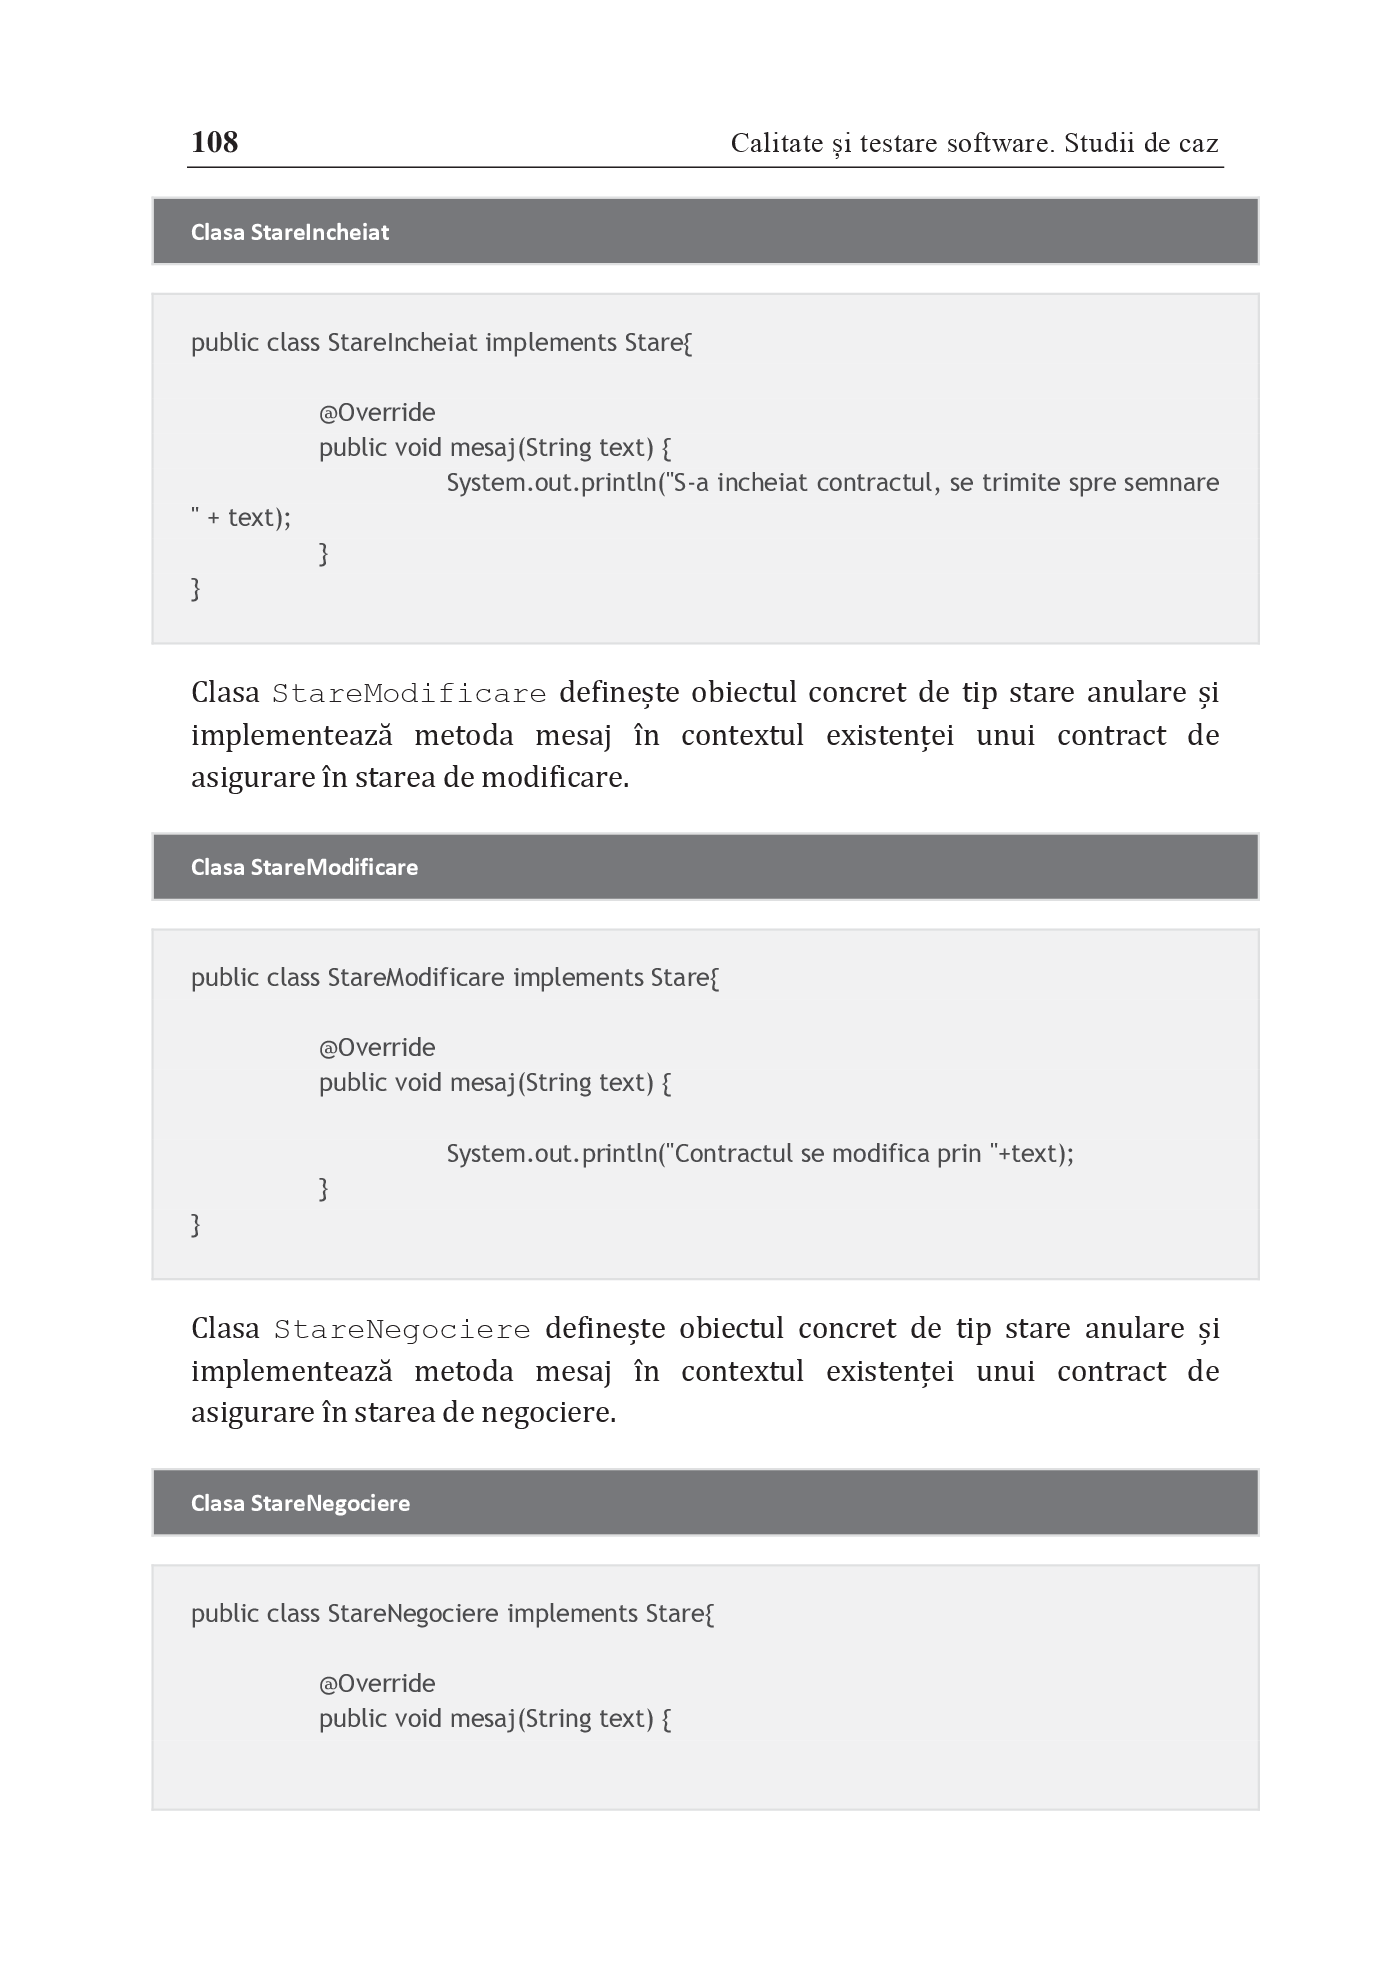 108 Calitate și testare software. Studii de caz
Clasa StareIncheiat
public class StareIncheiat implements Stare{
@Override
public void mesaj(String text) {
System.out.println("S-a incheiat contractul, se trimite spre semnare
" + text);
}
}
Clasa StareModificare definește obiectul concret de tip stare anulare și
implementează metoda mesaj în contextul existenței unui contract de
asigurare în starea de modificare.
Clasa StareModificare
public class StareModificare implements Stare{
@Override
public void mesaj(String text) {
System.out.println("Contractul se modifica prin "+text);
}
}
Clasa StareNegociere definește obiectul concret de tip stare anulare și
implementează metoda mesaj în contextul existenței unui contract de
asigurare în starea de negociere.
Clasa StareNegociere
public class StareNegociere implements Stare{
@Override
public void mesaj(String text) {